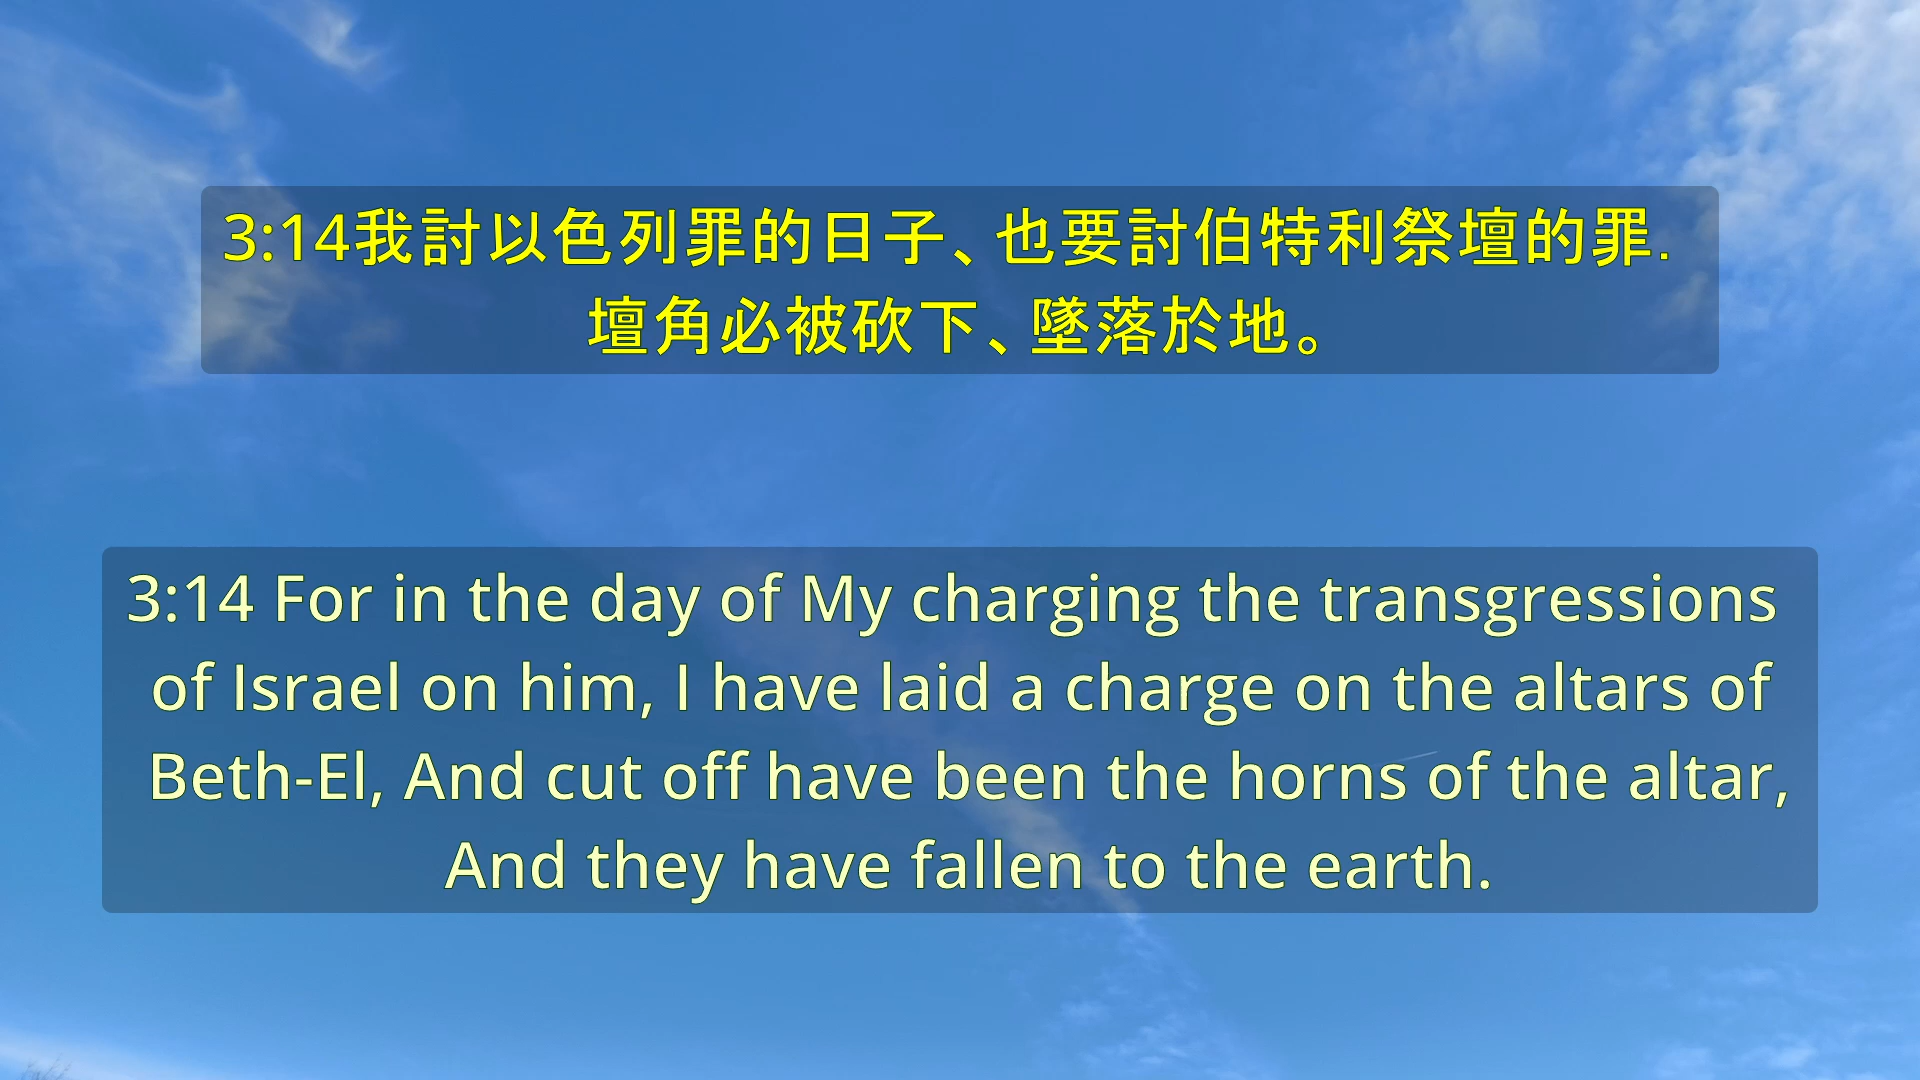 3:14我討以色列罪的日子、也要討伯特利祭壇的罪.
壇角必被砍下、墜落於地。
3:14 For in the day of My charging the transgressions
of Israel on him, I have laid a charge on the altars of
Beth-El, And cut off have been the horns of the altar,
And they have fallen to the earth.